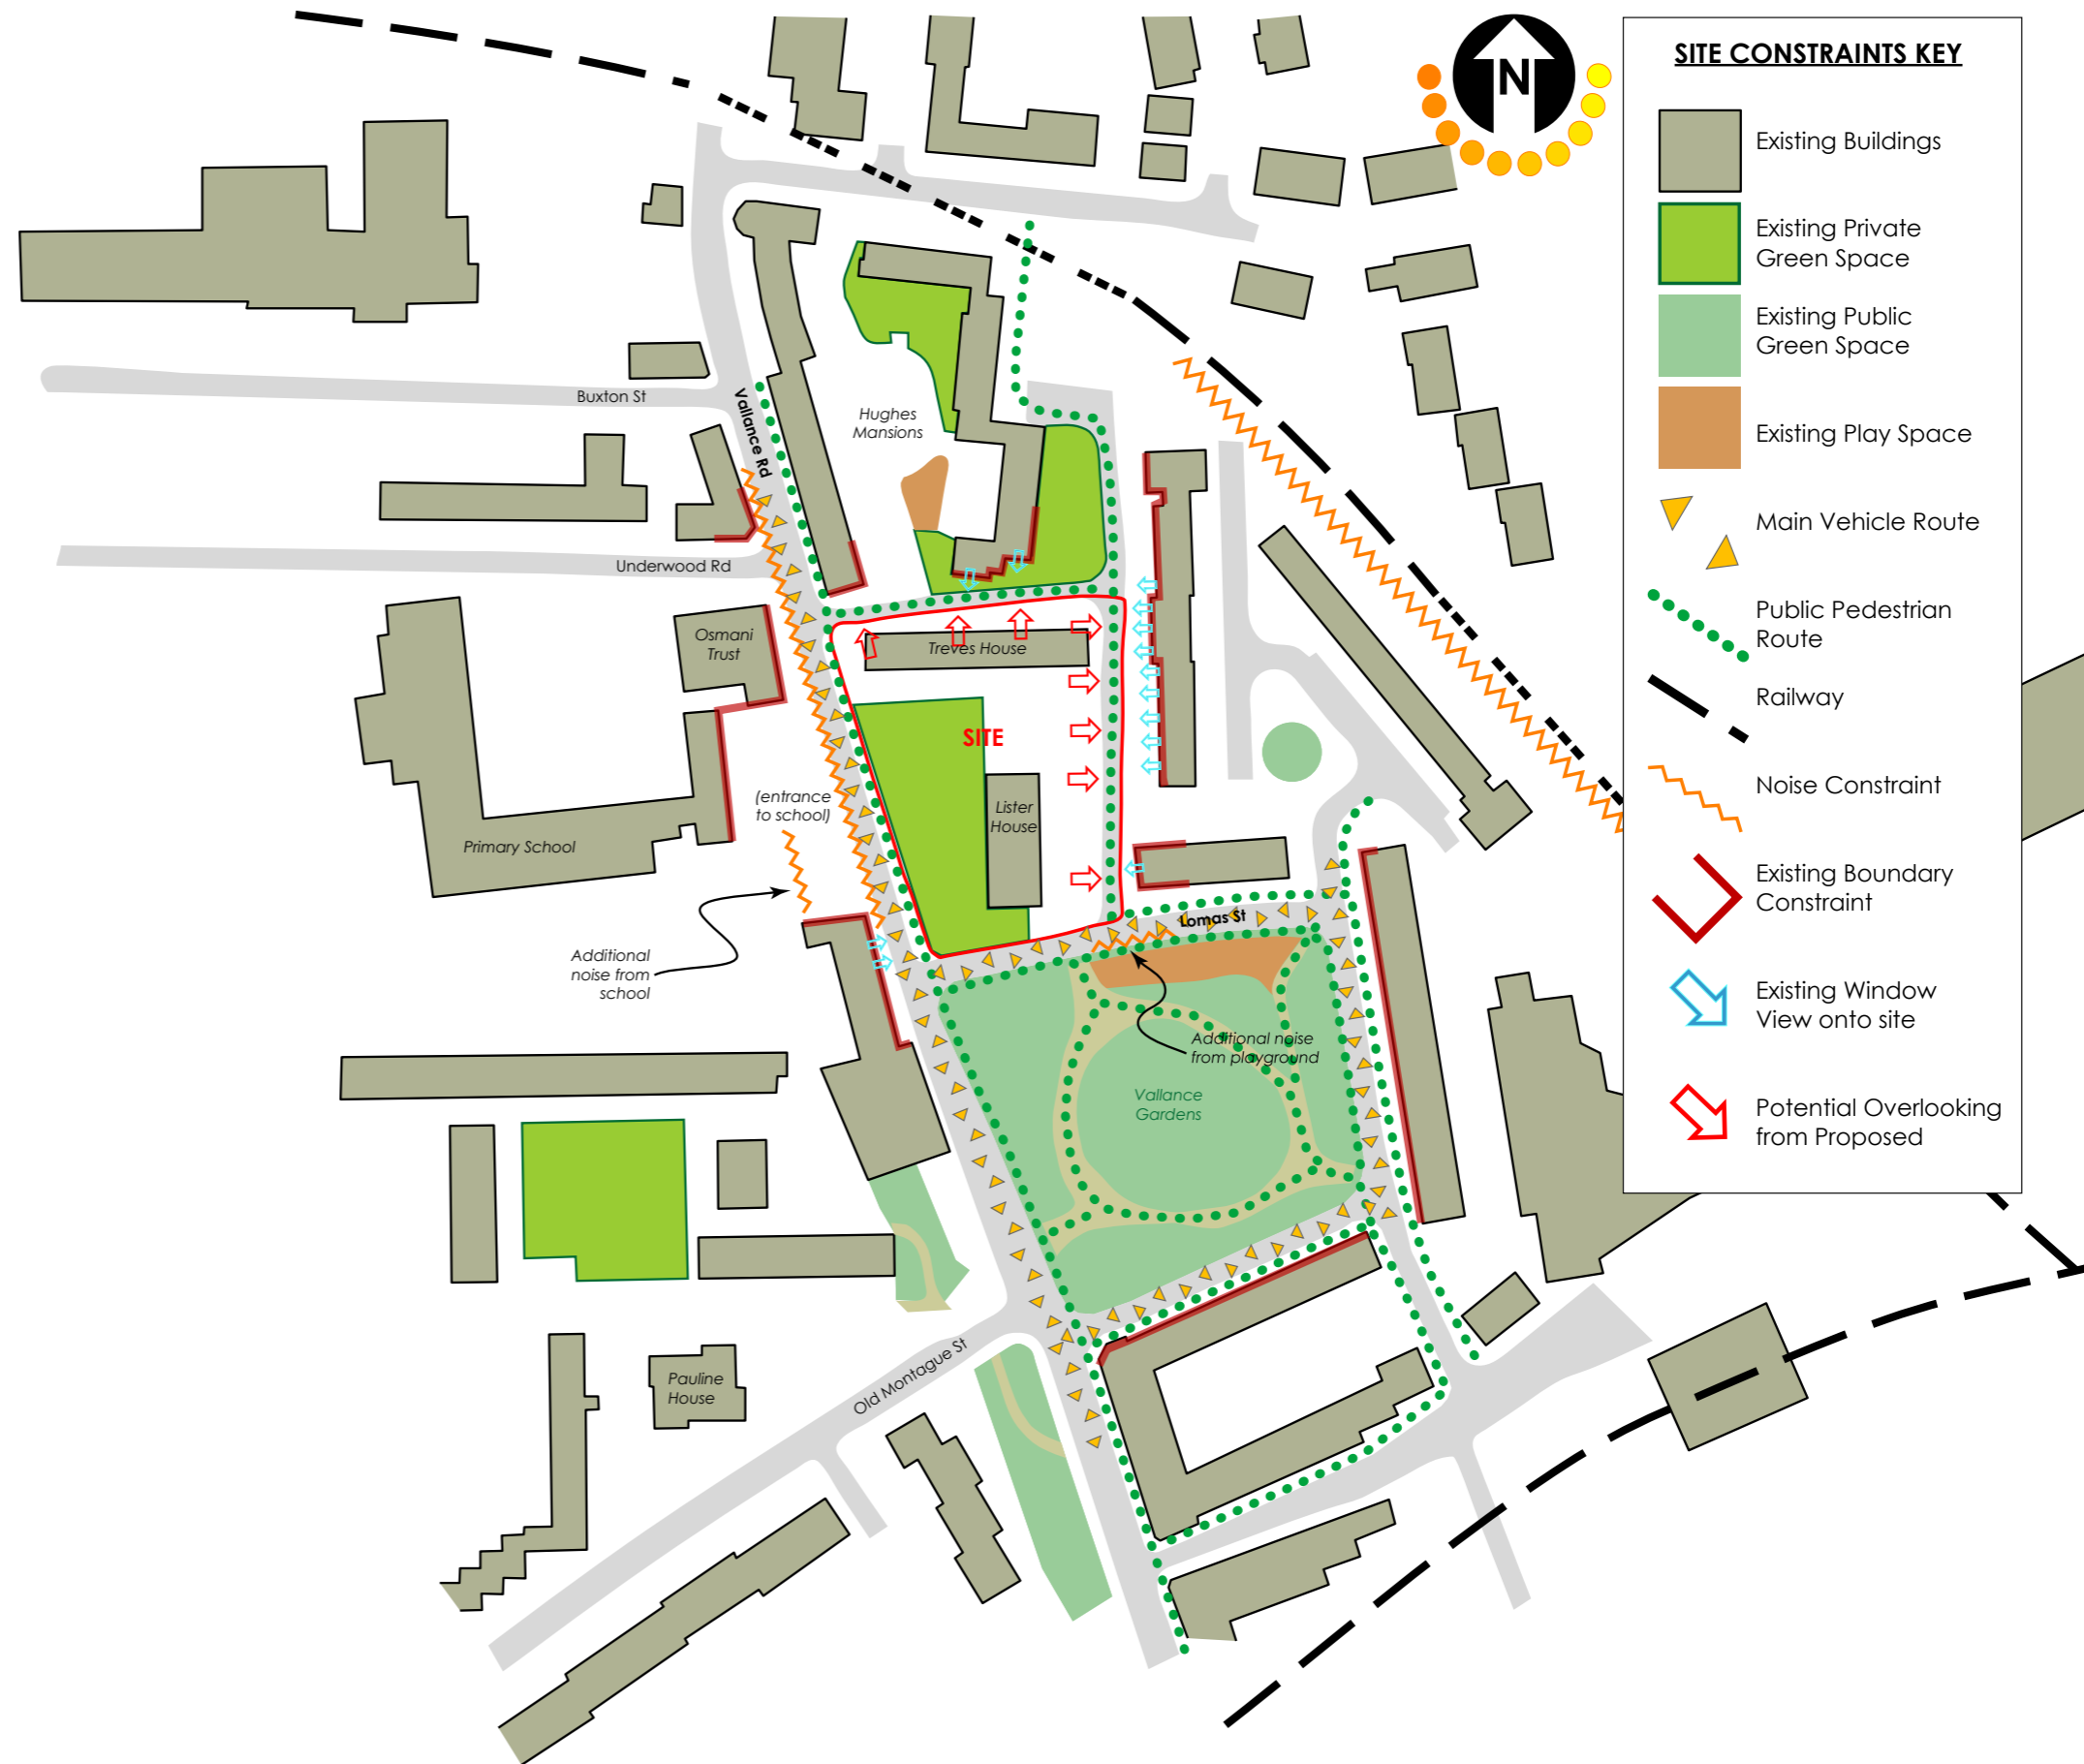 N
SITE CONSTRAINTS KEY
Existing Buildings
Existing Private
Green Space
Existing Public
Green Space
Existing Play Space
Main Vehicle Route
Public Pedestrian
Route
Railway
Noise Constraint
Existing Boundary
Constraint
Existing Window
View onto site
Potential Overlooking
from Proposed
Buxton St
Vallance Rd
Hughes
Mansions
Underwood Rd
Osmani
Trust
Treves House
SITE
Lister
House
(entrance
to school)
Primary School
Additional
noise from
school
Lomas St
Additional noise
from playground
Vallance
Gardens
Old Montague St
Pauline
House